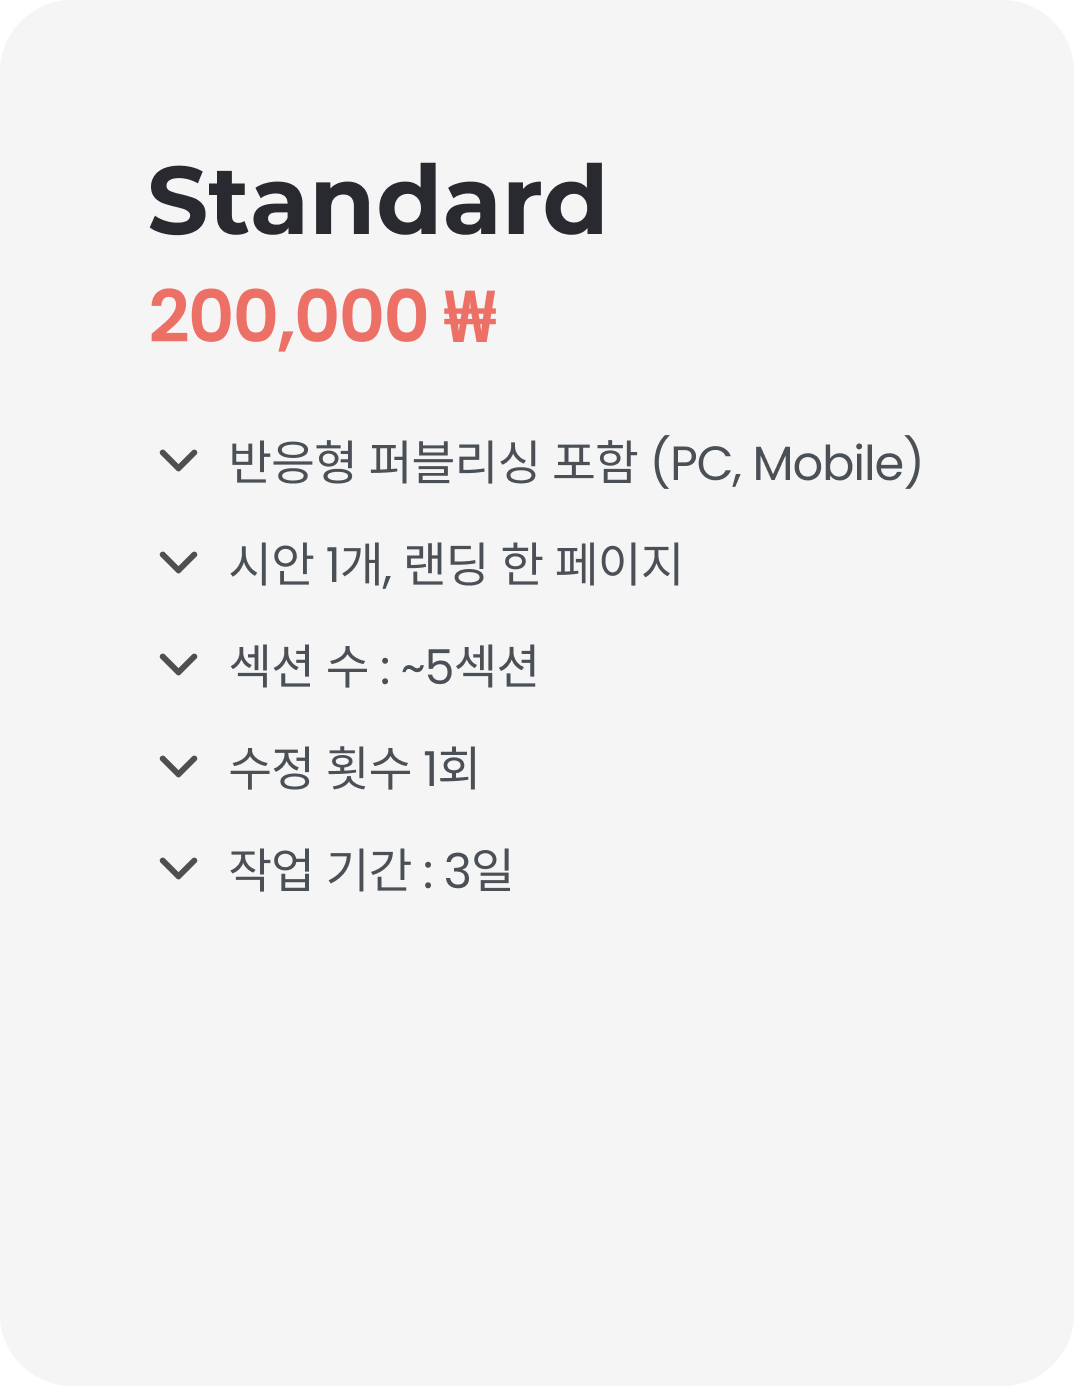 Standard
200,000 ₩
반응형 퍼블리싱 포함 (PC, Mobile)
시안 1개, 랜딩 한 페이지
섹션 수 : ~5섹션
수정 횟수 1회
작업 기간 : 3일